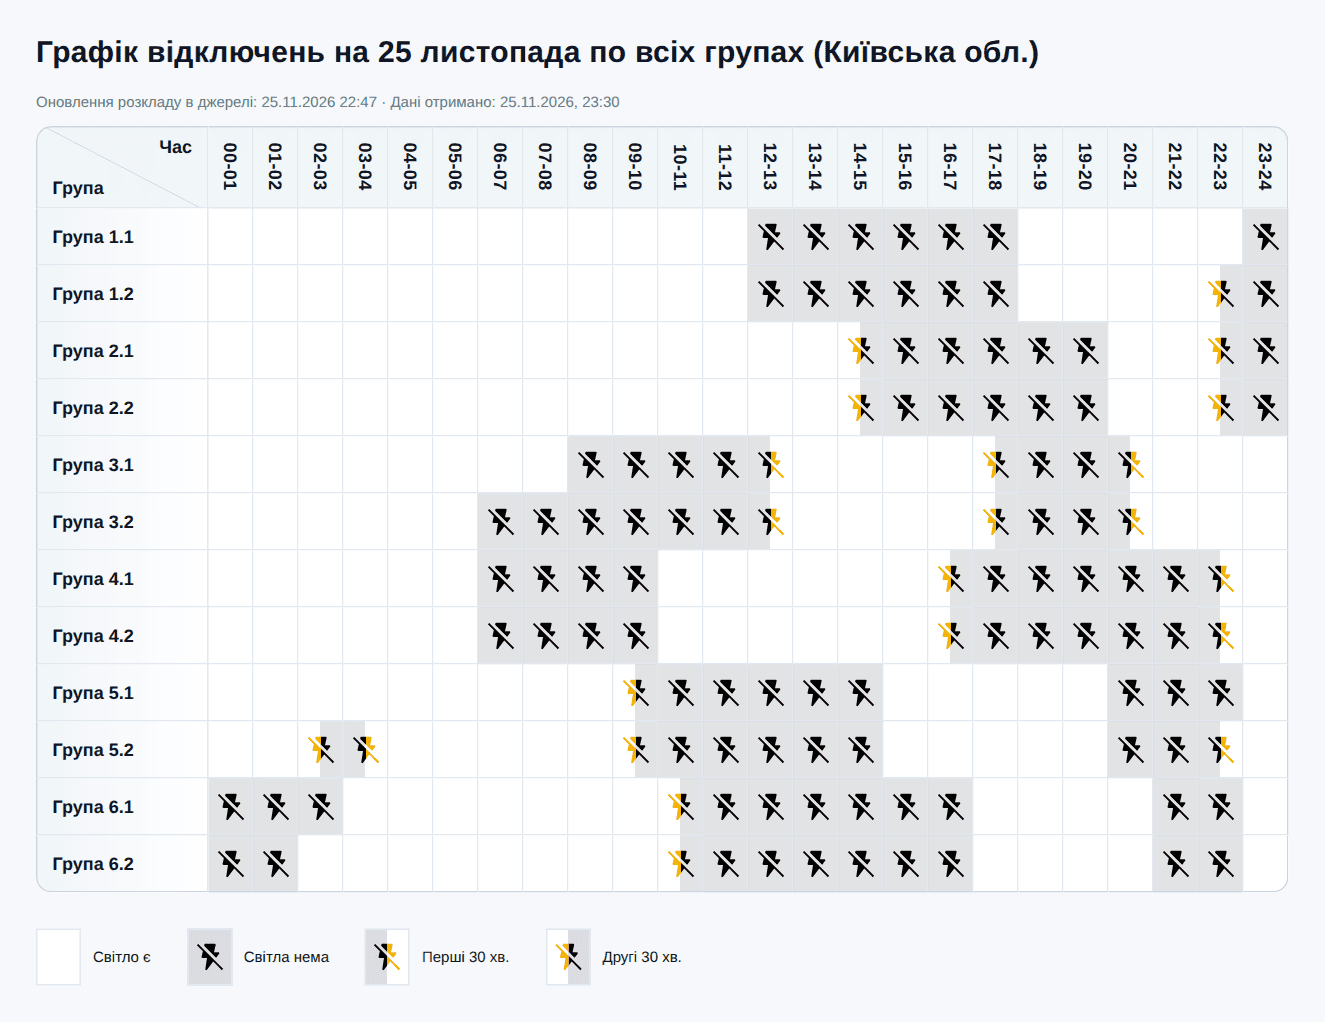 Графік відключень на 25 листопада по всіх групах (Київська обл.)
Оновлення розкладу в джерелі: 25.11.2026 22:47 · Дані отримано: 25.11.2026, 23:30
Час
Група
00-01 01-02 02-03 03-04 04-05 05-06 06-07 07-08 08-09 09-10 10-11 11-12 12-13 13-14 14-15 15-16 16-17 17-18 18-19 19-20 20-21 21-22 22-23 23-24
Група 1.1
Група 1.2
Група 2.1
Група 2.2
Група 3.1
Група 3.2
Група 4.1
Група 4.2
Група 5.1
Група 5.2
Група 6.1
Група 6.2
Світло є Світла нема Перші 30 хв. Другі 30 хв.